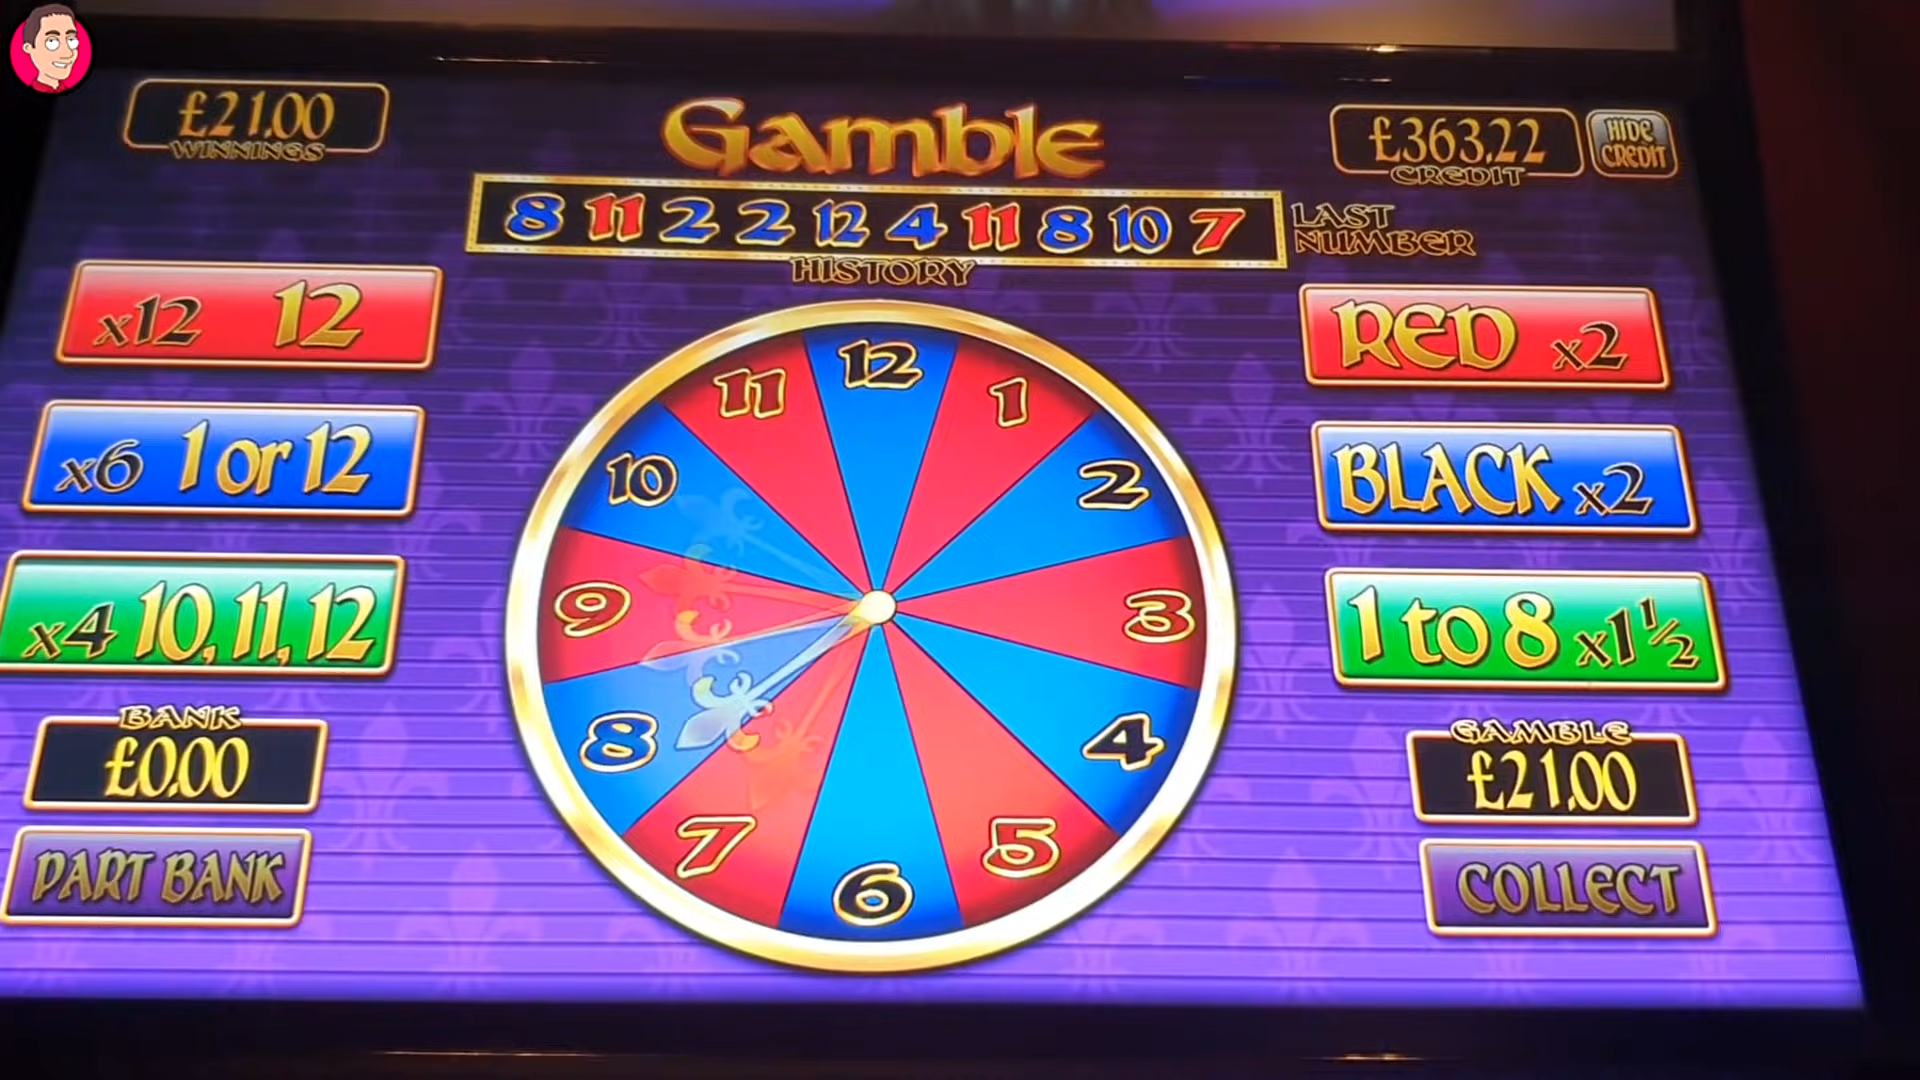 £21.00
WINNINGS
Gamble
£363.22
CREDIT
HIDE
CREDIT
8 11 2 2 12 4 11 8 10 7
LAST
NUMBER
HISTORY
x12 12
x6 1 or 12
x4 10, 11, 12
BANK
£0.00
PART BANK
12
1
2
3
4
5
6
7
8
9
10
11
RED x2
BLACK x2
1 to 8 x1 1/2
GAMBLE
£21.00
COLLECT